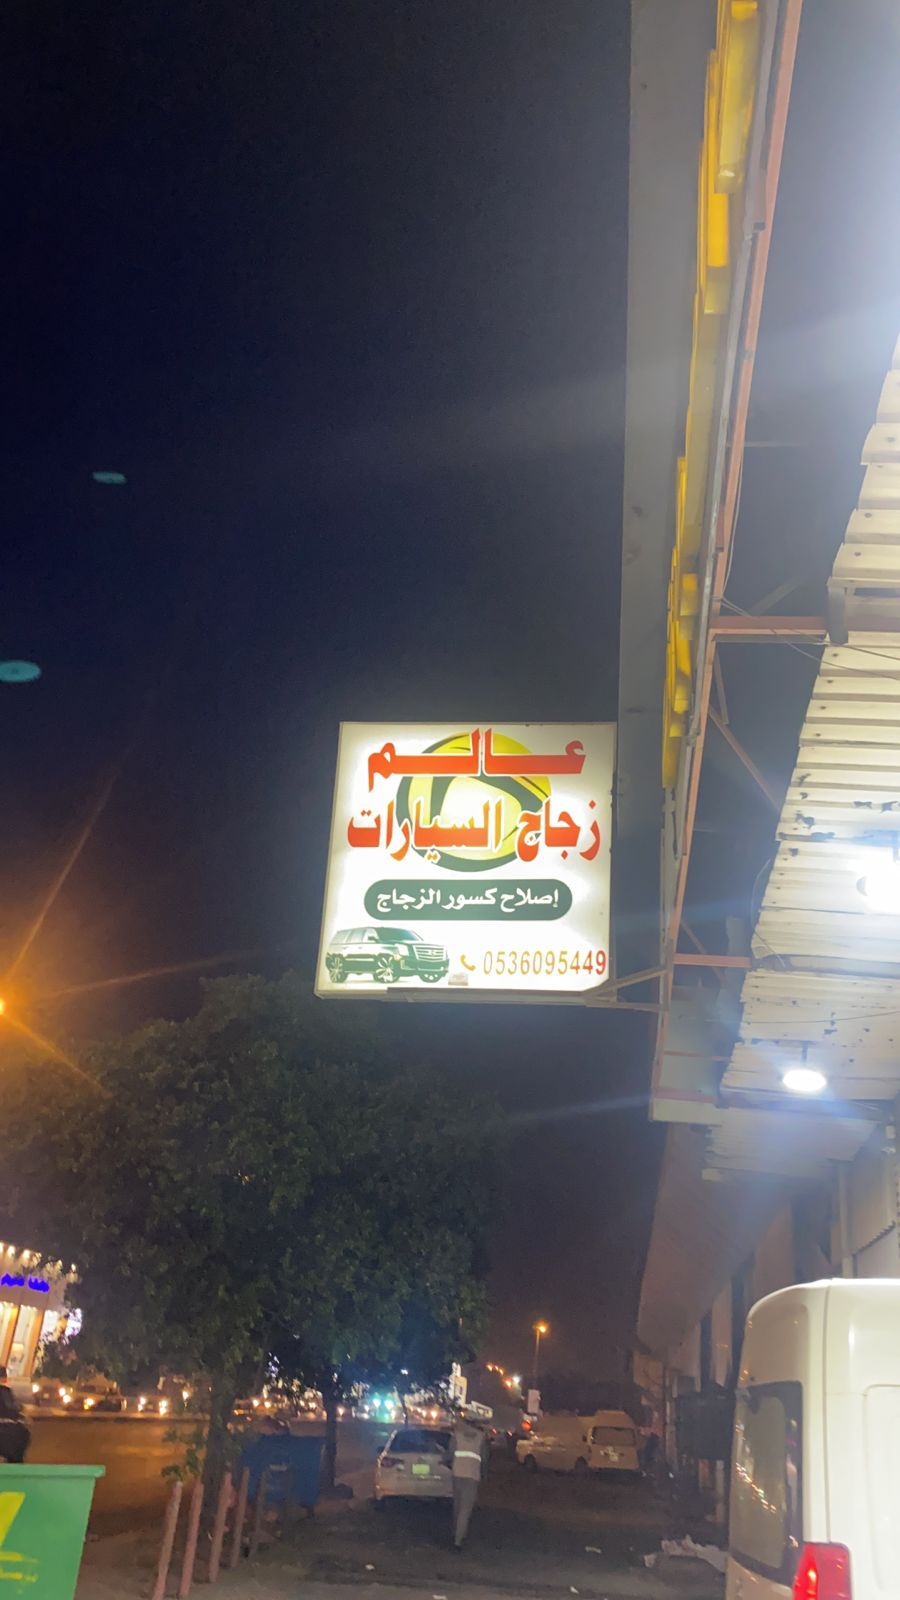 عالم
زجاج السيارات
إصلاح كسور الزجاج
0536095449